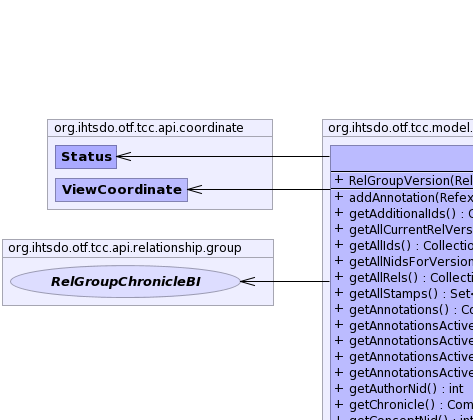 org.ihtsdo.otf.tcc.api.coordinate
Status
ViewCoordinate
org.ihtsdo.otf.tcc.api.relationship.group
RelGroupChronicleBI
org.ihtsdo.otf.tcc.model.
+ RelGroupVersion(Rel
+ addAnnotation(Refex
+ getAdditionalIds() : C
+ getAllCurrentRelVers
+ getAllIds() : Collectio
+ getAllNidsForVersion
+ getAllRels() : Collecti
+ getAllStamps() : Set<
+ getAnnotations() : Co
+ getAnnotationsActive
+ getAnnotationsActive
+ getAnnotationsActive
+ getAnnotationsActive
+ getAuthorNid() : int
+ getChronicle() : Com
+ getConceptNid() : int